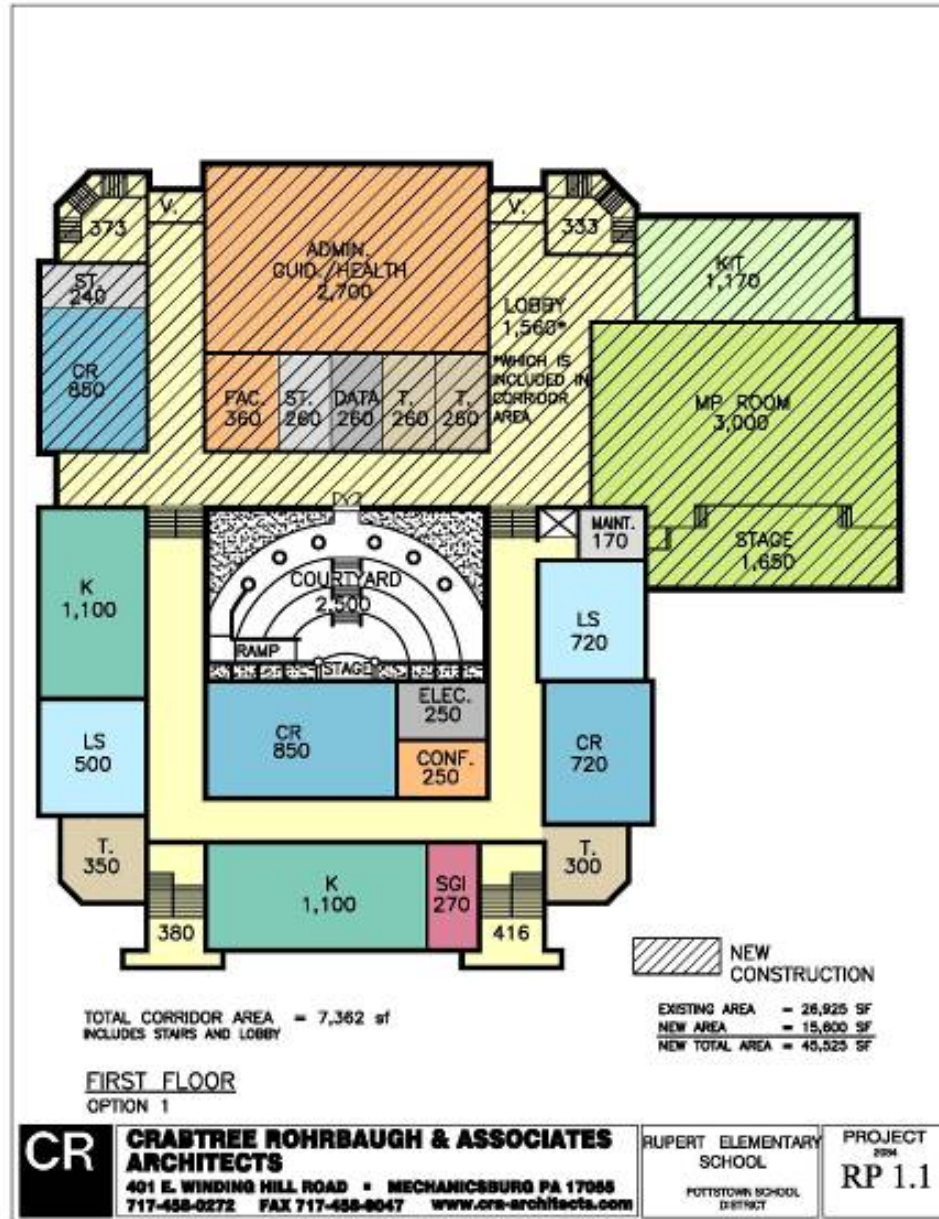 V.
V.
373
333
ADMIN.
GUID./HEALTH
2,700
KIT.
1,170
ST.
240
LOBBY
1,560*
*WHICH IS
INCLUDED IN
CORRIDOR
AREA
CR
850
FAC.
360
ST.
260
DATA
260
T.
260
T.
260
MP ROOM
3,000
MAINT.
170
STAGE
1,650
K
1,100
COURTYARD
2,500
RAMP
STAGE
LS
720
ELEC.
250
CR
850
CONF.
250
CR
720
LS
500
T.
350
T.
300
K
1,100
SGI
270
380
416
NEW
CONSTRUCTION
TOTAL CORRIDOR AREA = 7,362 sf
INCLUDES STAIRS AND LOBBY
EXISTING AREA = 26,925 SF
NEW AREA = 15,600 SF
NEW TOTAL AREA = 45,525 SF
FIRST FLOOR
OPTION 1
CR
CRABTREE ROHRBAUGH & ASSOCIATES
ARCHITECTS
401 E. WINDING HILL ROAD • MECHANICSBURG PA 17055
717-458-0272 FAX 717-458-0047 www.cra-architects.com
RUPERT ELEMENTARY
SCHOOL
POTTSTOWN SCHOOL
DISTRICT
PROJECT
RP 1.1